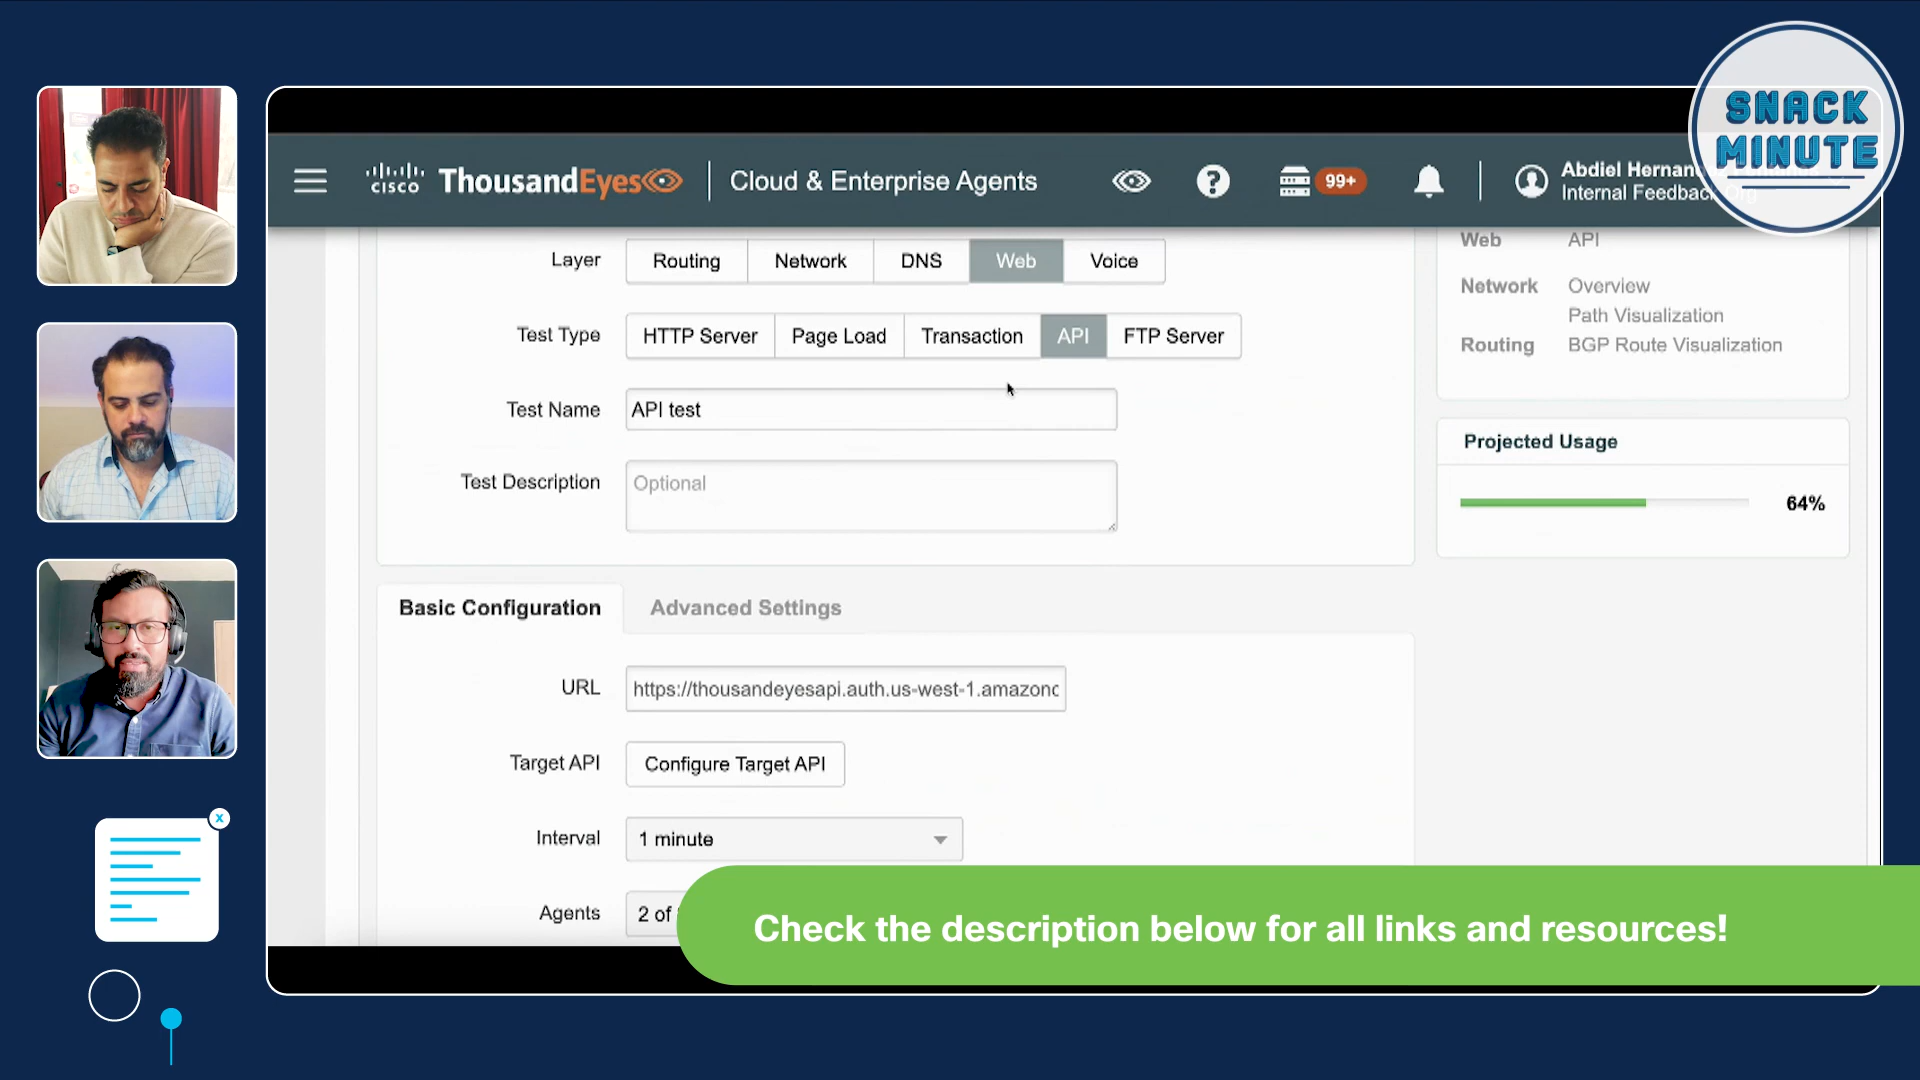 SNACK
MINUTE
cisco ThousandEyes Cloud & Enterprise Agents ? 99+ Abdiel Hernan
Internal Feedback Org
Layer Routing Network DNS Web Voice
Test Type HTTP Server Page Load Transaction API FTP Server
Test Name API test
Test Description Optional
Web API
Network Overview
Path Visualization
Routing BGP Route Visualization
Projected Usage
64%
Basic Configuration Advanced Settings
URL https://thousandeyesapi.auth.us-west-1.amazonc
Target API Configure Target API
Interval 1 minute
Agents 2 of
x
Check the description below for all links and resources!